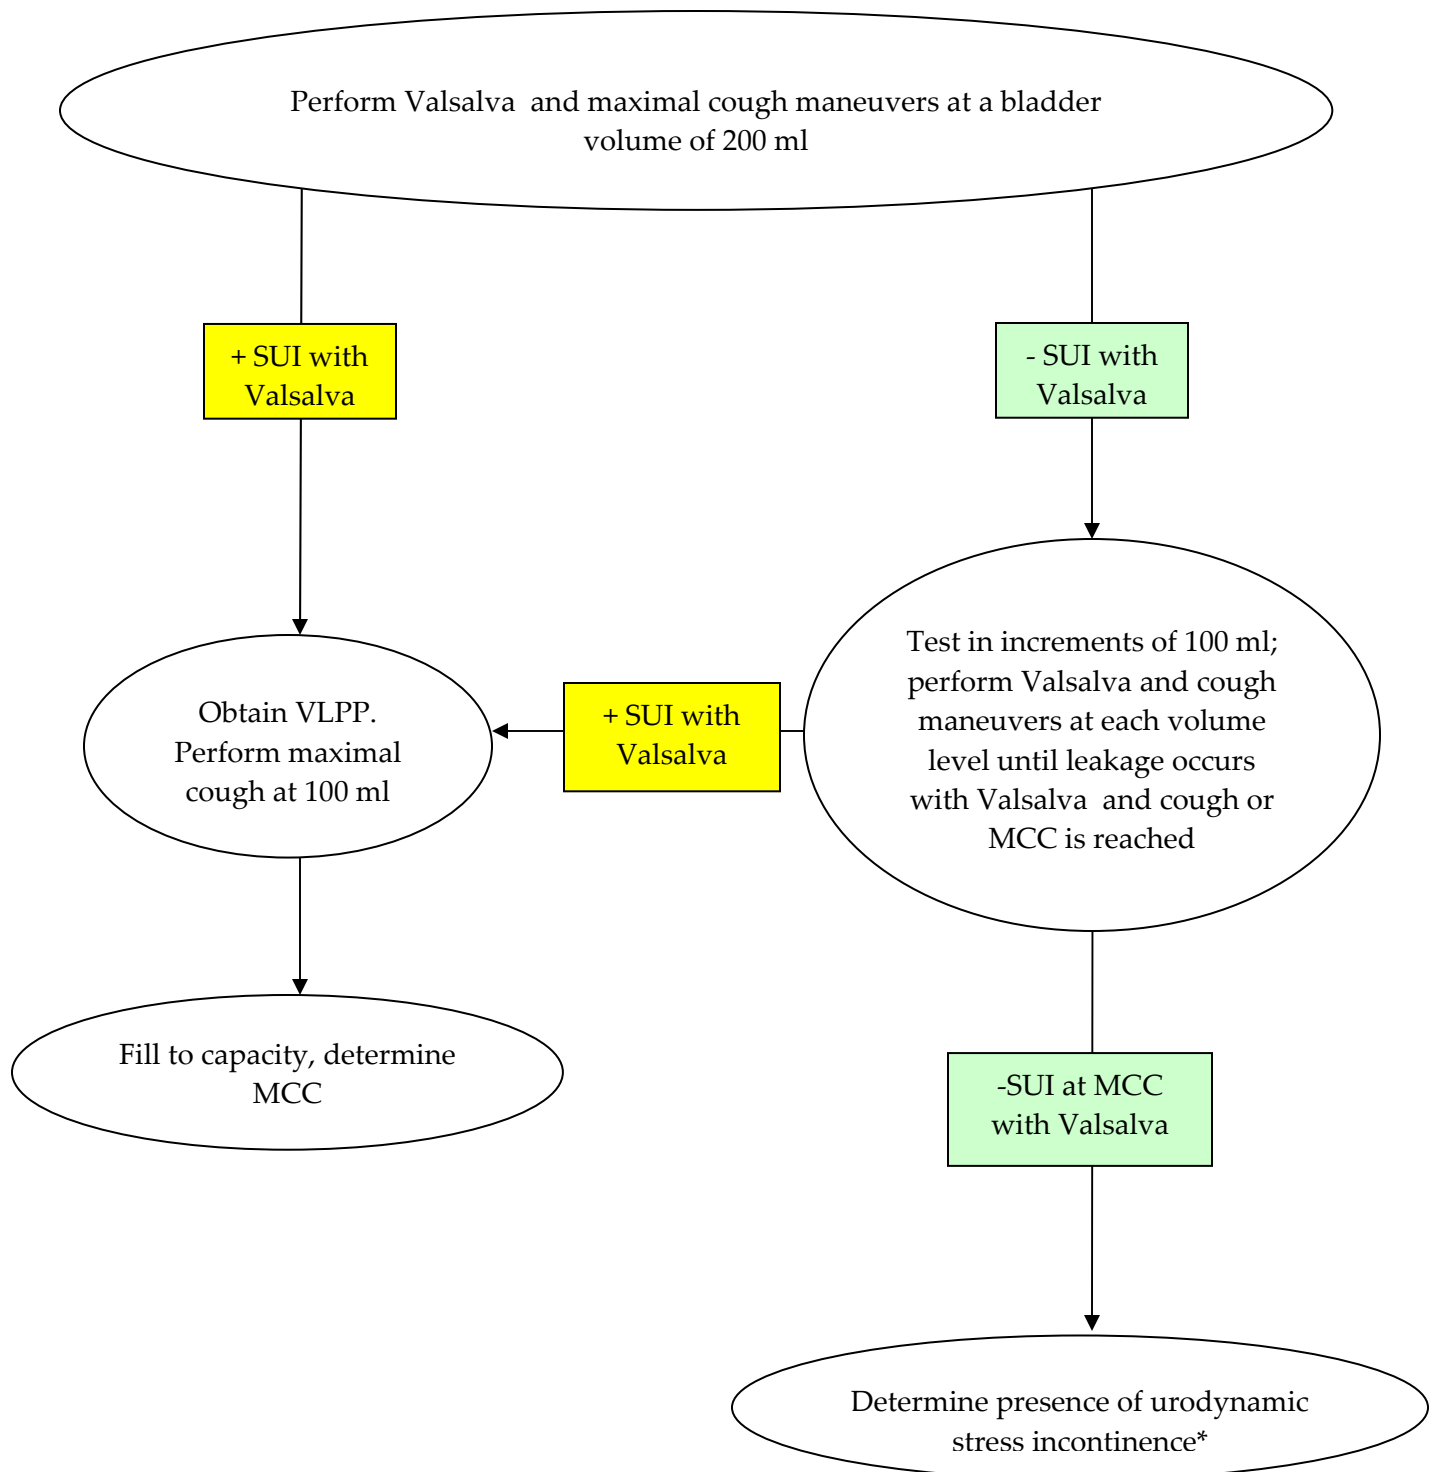 Perform Valsalva  and maximal cough maneuvers at a bladder
volume of 200 ml
+ SUI with
Valsalva
- SUI with
Valsalva
Test in increments of 100 ml;
perform Valsalva and cough
maneuvers at each volume
level until leakage occurs
with Valsalva  and cough or
MCC is reached
+ SUI with
Valsalva
Obtain VLPP.
Perform maximal
cough at 100 ml
Fill to capacity, determine
MCC
-SUI at MCC
with Valsalva
Determine presence of urodynamic
stress incontinence*